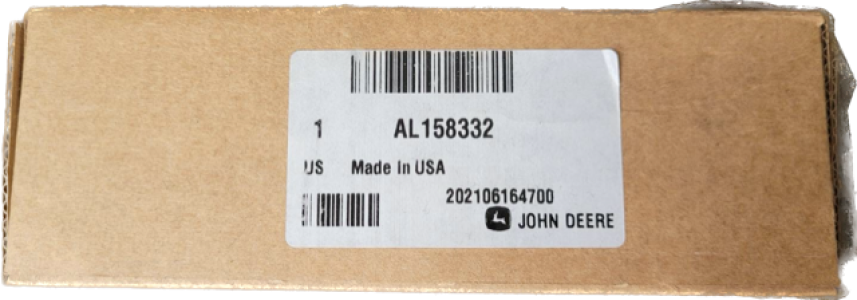 1 AL158332
US Made In USA
202106164700
JOHN DEERE